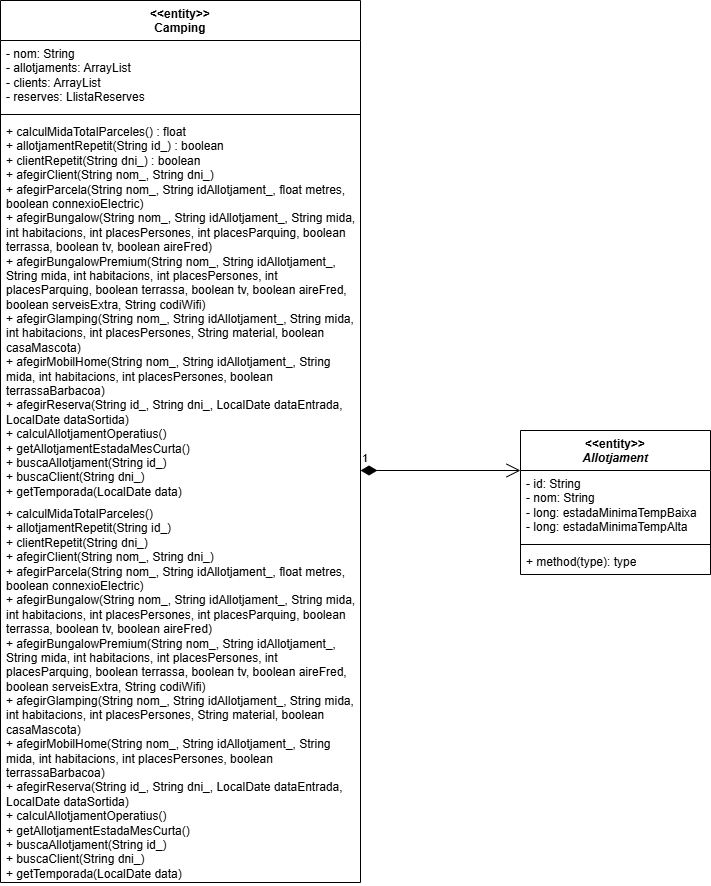 <<entity>>
Camping
- nom: String
- allotjaments: ArrayList
- clients: ArrayList
- reserves: LlistaReserves
+ calculMidaTotalParceles() : float
+ allotjamentRepetit(String id_) : boolean
+ clientRepetit(String dni_) : boolean
+ afegirClient(String nom_, String dni_)
+ afegirParcela(String nom_, String idAllotjament_, float metres,
boolean connexioElectric)
+ afegirBungalow(String nom_, String idAllotjament_, String mida,
int habitacions, int placesPersones, int placesParquing, boolean
terrassa, boolean tv, boolean aireFred)
+ afegirBungalowPremium(String nom_, String idAllotjament_,
String mida, int habitacions, int placesPersones, int
placesParquing, boolean terrassa, boolean tv, boolean aireFred,
boolean serveisExtra, String codiWifi)
+ afegirGlamping(String nom_, String idAllotjament_, String mida,
int habitacions, int placesPersones, String material, boolean
casaMascota)
+ afegirMobilHome(String nom_, String idAllotjament_, String
mida, int habitacions, int placesPersones, boolean
terrassaBarbacoa)
+ afegirReserva(String id_, String dni_, LocalDate dataEntrada,
LocalDate dataSortida)
+ calculAllotjamentOperatius()
+ getAllotjamentEstadaMesCurta()
+ buscaAllotjament(String id_)
+ buscaClient(String dni_)
+ getTemporada(LocalDate data)
+ calculMidaTotalParceles()
+ allotjamentRepetit(String id_)
+ clientRepetit(String dni_)
+ afegirClient(String nom_, String dni_)
+ afegirParcela(String nom_, String idAllotjament_, float metres,
boolean connexioElectric)
+ afegirBungalow(String nom_, String idAllotjament_, String mida,
int habitacions, int placesPersones, int placesParquing, boolean
terrassa, boolean tv, boolean aireFred)
+ afegirBungalowPremium(String nom_, String idAllotjament_,
String mida, int habitacions, int placesPersones, int
placesParquing, boolean terrassa, boolean tv, boolean aireFred,
boolean serveisExtra, String codiWifi)
+ afegirGlamping(String nom_, String idAllotjament_, String mida,
int habitacions, int placesPersones, String material, boolean
casaMascota)
+ afegirMobilHome(String nom_, String idAllotjament_, String
mida, int habitacions, int placesPersones, boolean
terrassaBarbacoa)
+ afegirReserva(String id_, String dni_, LocalDate dataEntrada,
LocalDate dataSortida)
+ calculAllotjamentOperatius()
+ getAllotjamentEstadaMesCurta()
+ buscaAllotjament(String id_)
+ buscaClient(String dni_)
+ getTemporada(LocalDate data)
1
<<entity>>
Allotjament
- id: String
- nom: String
- long: estadaMinimaTempBaixa
- long: estadaMinimaTempAlta
+ method(type): type